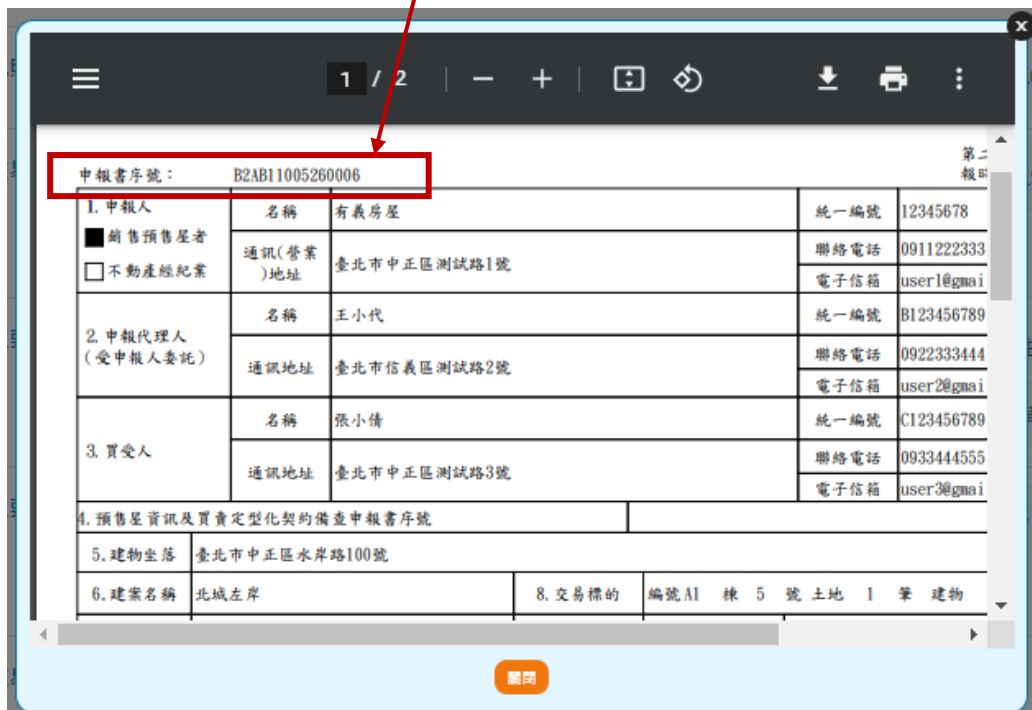 1 / 2
第二
報時
申報書序號： B2AB11005260006
1. 申報人 名稱 有義房屋 統一編號 12345678
■銷售預售屋者 通訊(營業)地址 臺北市中正區測試路1號 聯絡電話 0911222333
□不動產經紀業 電子信箱 user1@gmai
2. 申報代理人 名稱 王小代 統一編號 B123456789
(受申報人委託) 通訊地址 臺北市信義區測試路2號 聯絡電話 0922333444
電子信箱 user2@gmai
3. 買受人 名稱 張小倩 統一編號 C123456789
通訊地址 臺北市中正區測試路3號 聯絡電話 0933444555
電子信箱 user3@gmai
4. 預售屋資訊及買賣定型化契約備查申報書序號
5. 建物坐落 臺北市中正區水岸路100號
6. 建案名稱 北城左岸 8. 交易標的 編號A1 棟 5 號 土地 1 筆 建物
關閉